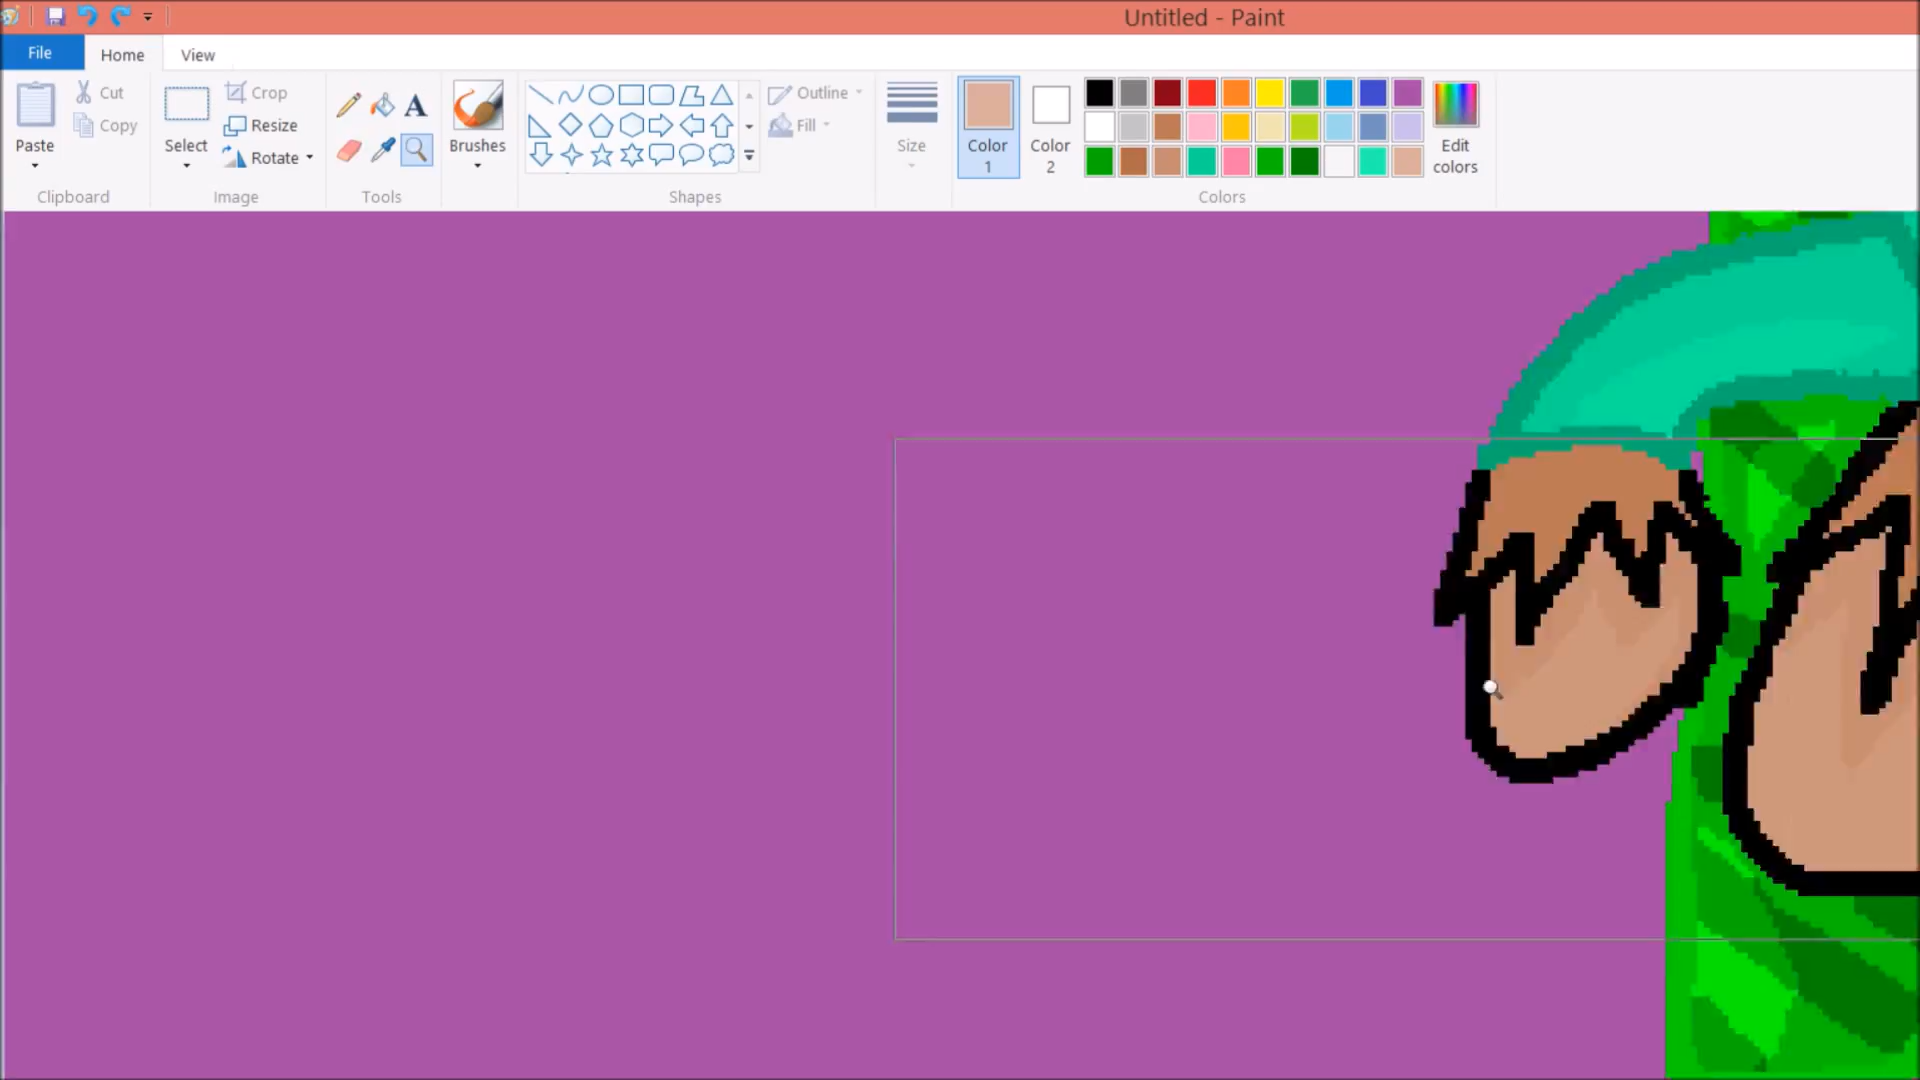 Untitled - Paint
File Home View
Paste
Cut
Copy
Clipboard
Select
Crop
Resize
Rotate
Image
A
Tools
Brushes
Shapes
Outline
Fill
Size
Color 1
Color 2
Edit colors
Colors